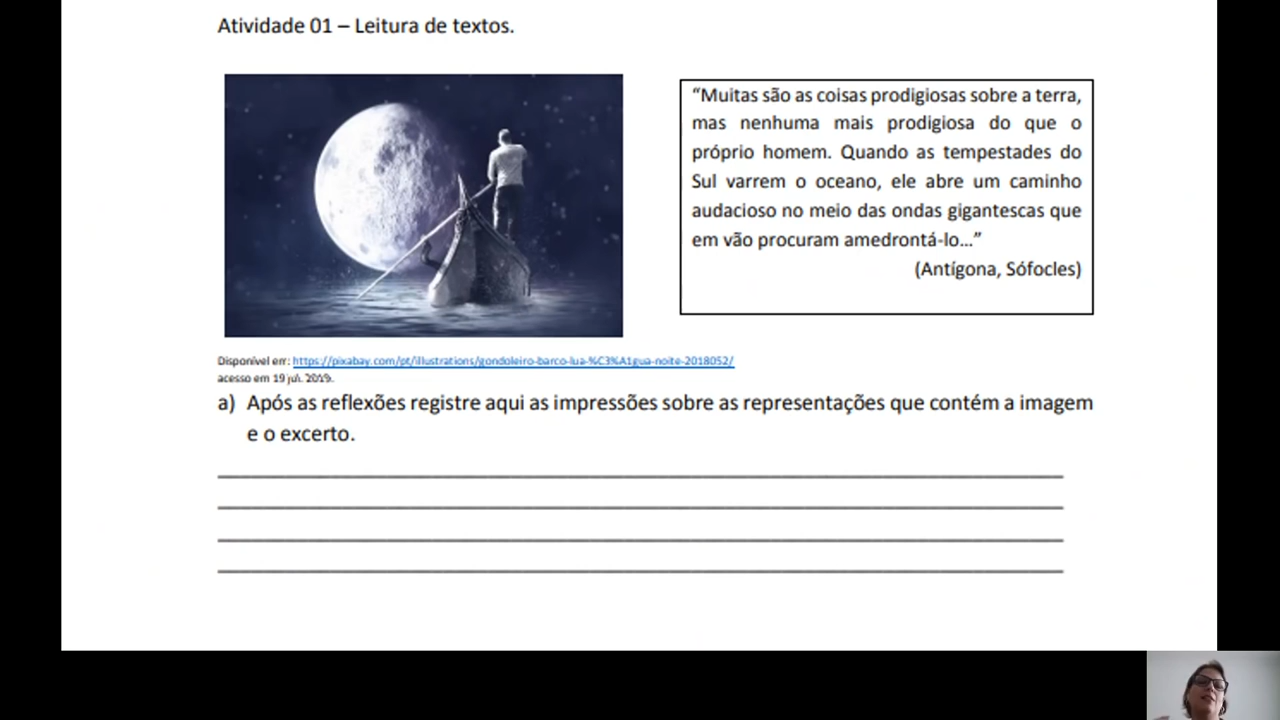 Atividade 01 – Leitura de textos.
“Muitas são as coisas prodigiosas sobre a terra,
mas nenhuma mais prodigiosa do que o
próprio homem. Quando as tempestades do
Sul varrem o oceano, ele abre um caminho
audacioso no meio das ondas gigantescas que
em vão procuram amedrontá-lo...”
(Antígona, Sófocles)
Disponível em: https://pixabay.com/pt/illustrations/gondoleiro-barco-lua-%C3%A1gua-noite-2018052/
acesso em 19 jul. 2019.
a) Após as reflexões registre aqui as impressões sobre as representações que contém a imagem
e o excerto.